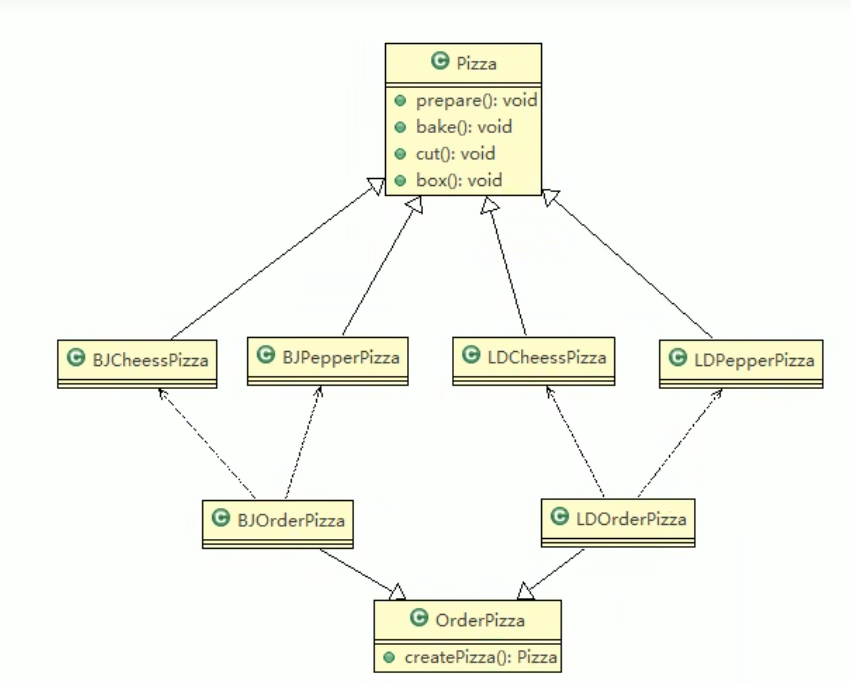 Pizza
prepare(): void
bake(): void
cut(): void
box(): void
BJCheessPizza
BJPepperPizza
LDCheessPizza
LDPepperPizza
BJOrderPizza
LDOrderPizza
OrderPizza
createPizza(): Pizza